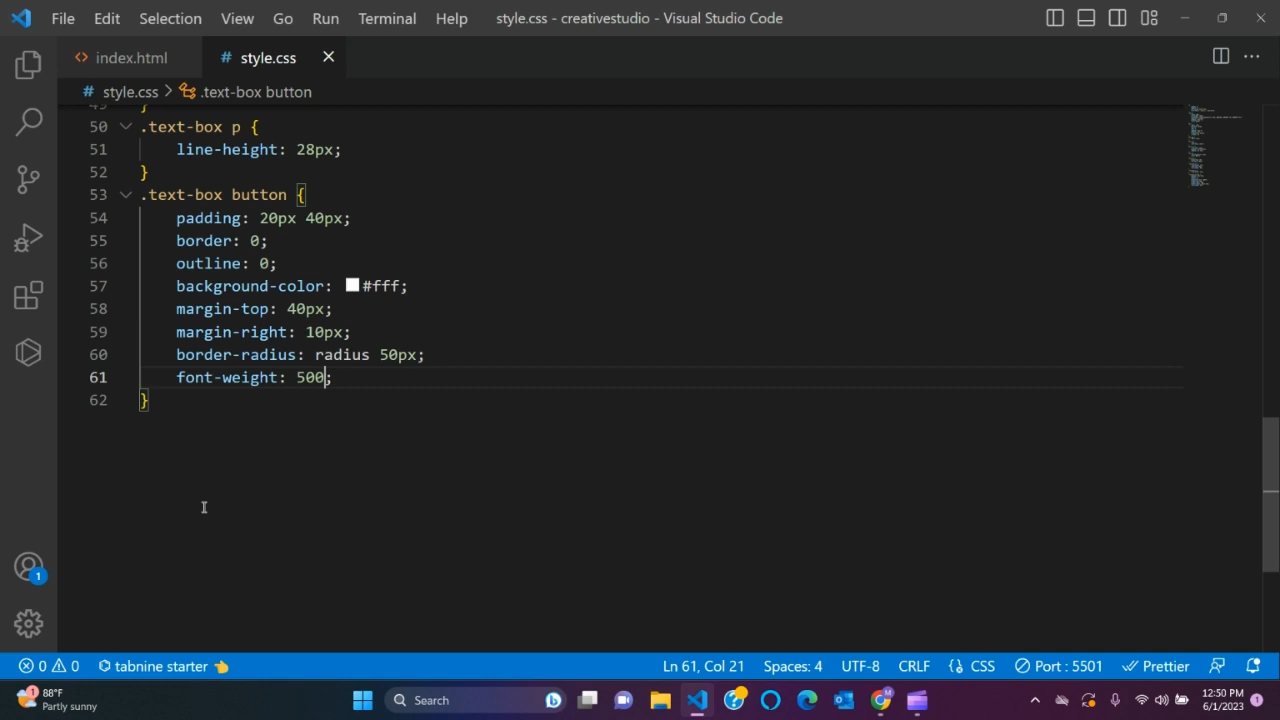 File Edit Selection View Go Run Terminal Help style.css - creativestudio - Visual Studio Code
index.html # style.css
# style.css > .text-box button
49 }
50 .text-box p {
51 line-height: 28px;
52 }
53 .text-box button {
54 padding: 20px 40px;
55 border: 0;
56 outline: 0;
57 background-color: #fff;
58 margin-top: 40px;
59 margin-right: 10px;
60 border-radius: radius 50px;
61 font-weight: 500;
62 }
1
0 0 tabnine starter Ln 61, Col 21 Spaces: 4 UTF-8 CRLF {} CSS Port : 5501 Prettier
1 88°F
Partly sunny
Search
12:50 PM
6/1/2023 1